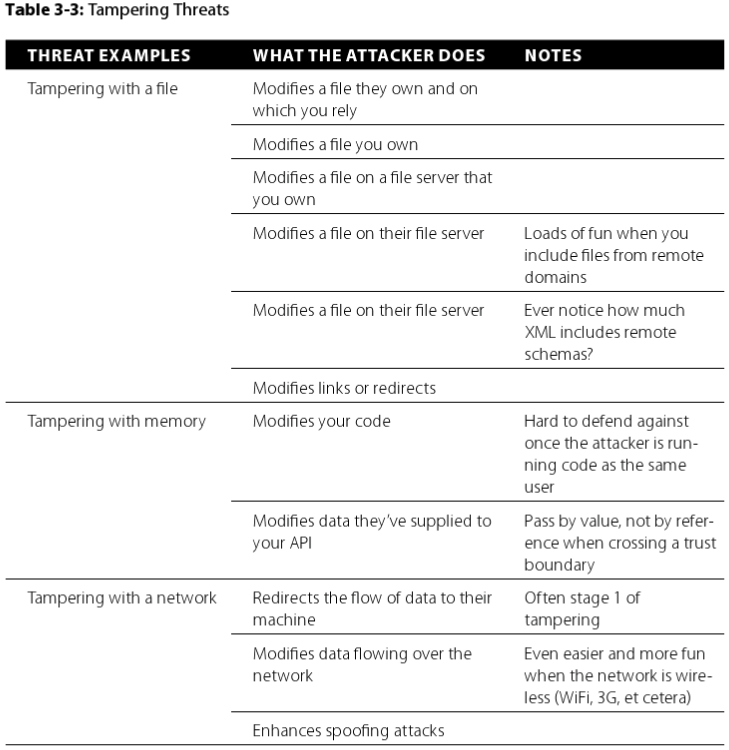 Table 3-3: Tampering Threats
THREAT EXAMPLES WHAT THE ATTACKER DOES NOTES
Tampering with a file Modifies a file they own and on
which you rely
Modifies a file you own
Modifies a file on a file server that
you own
Modifies a file on their file server Loads of fun when you
include files from remote
domains
Modifies a file on their file server Ever notice how much
XML includes remote
schemas?
Modifies links or redirects
Tampering with memory Modifies your code Hard to defend against
once the attacker is run-
ning code as the same
user
Modifies data they’ve supplied to Pass by value, not by refer-
your API ence when crossing a trust
boundary
Tampering with a network Redirects the flow of data to their Often stage 1 of
machine tampering
Modifies data flowing over the Even easier and more fun
network when the network is wire-
less (WiFi, 3G, et cetera)
Enhances spoofing attacks